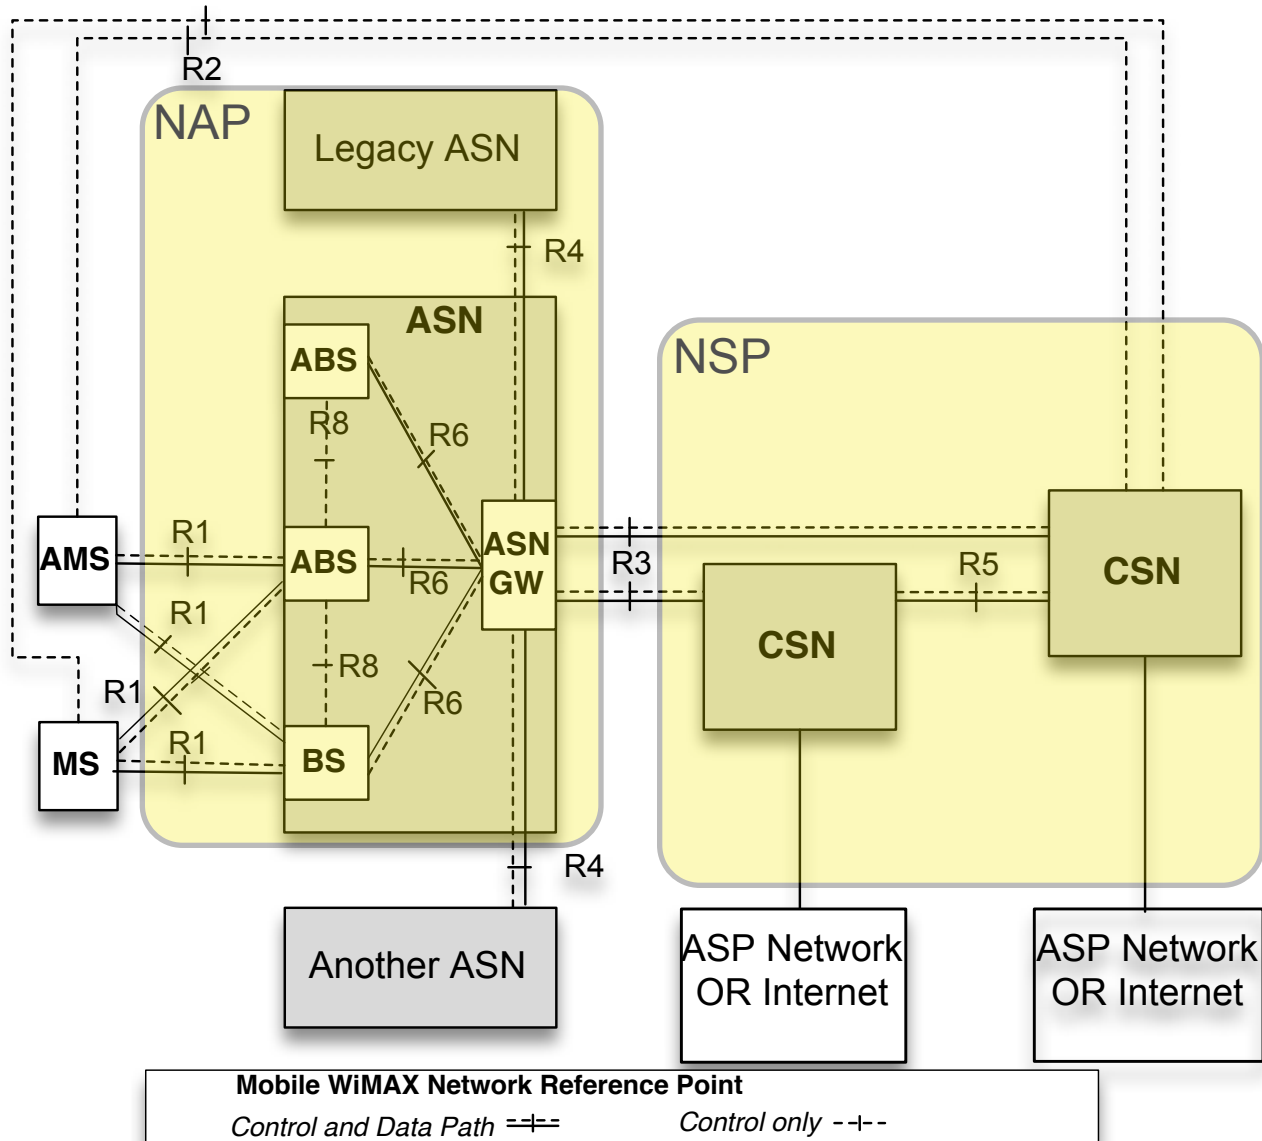 R2
NAP
Legacy ASN
R4
ASN
ABS
NSP
R8
R6
R1
AMS
ABS
R6
ASN
GW
R3
R5
CSN
R1
CSN
R8
R1
R6
R1
MS
BS
R4
Another ASN
ASP Network
OR Internet
ASP Network
OR Internet
Mobile WiMAX Network Reference Point
Control and Data Path
Control only